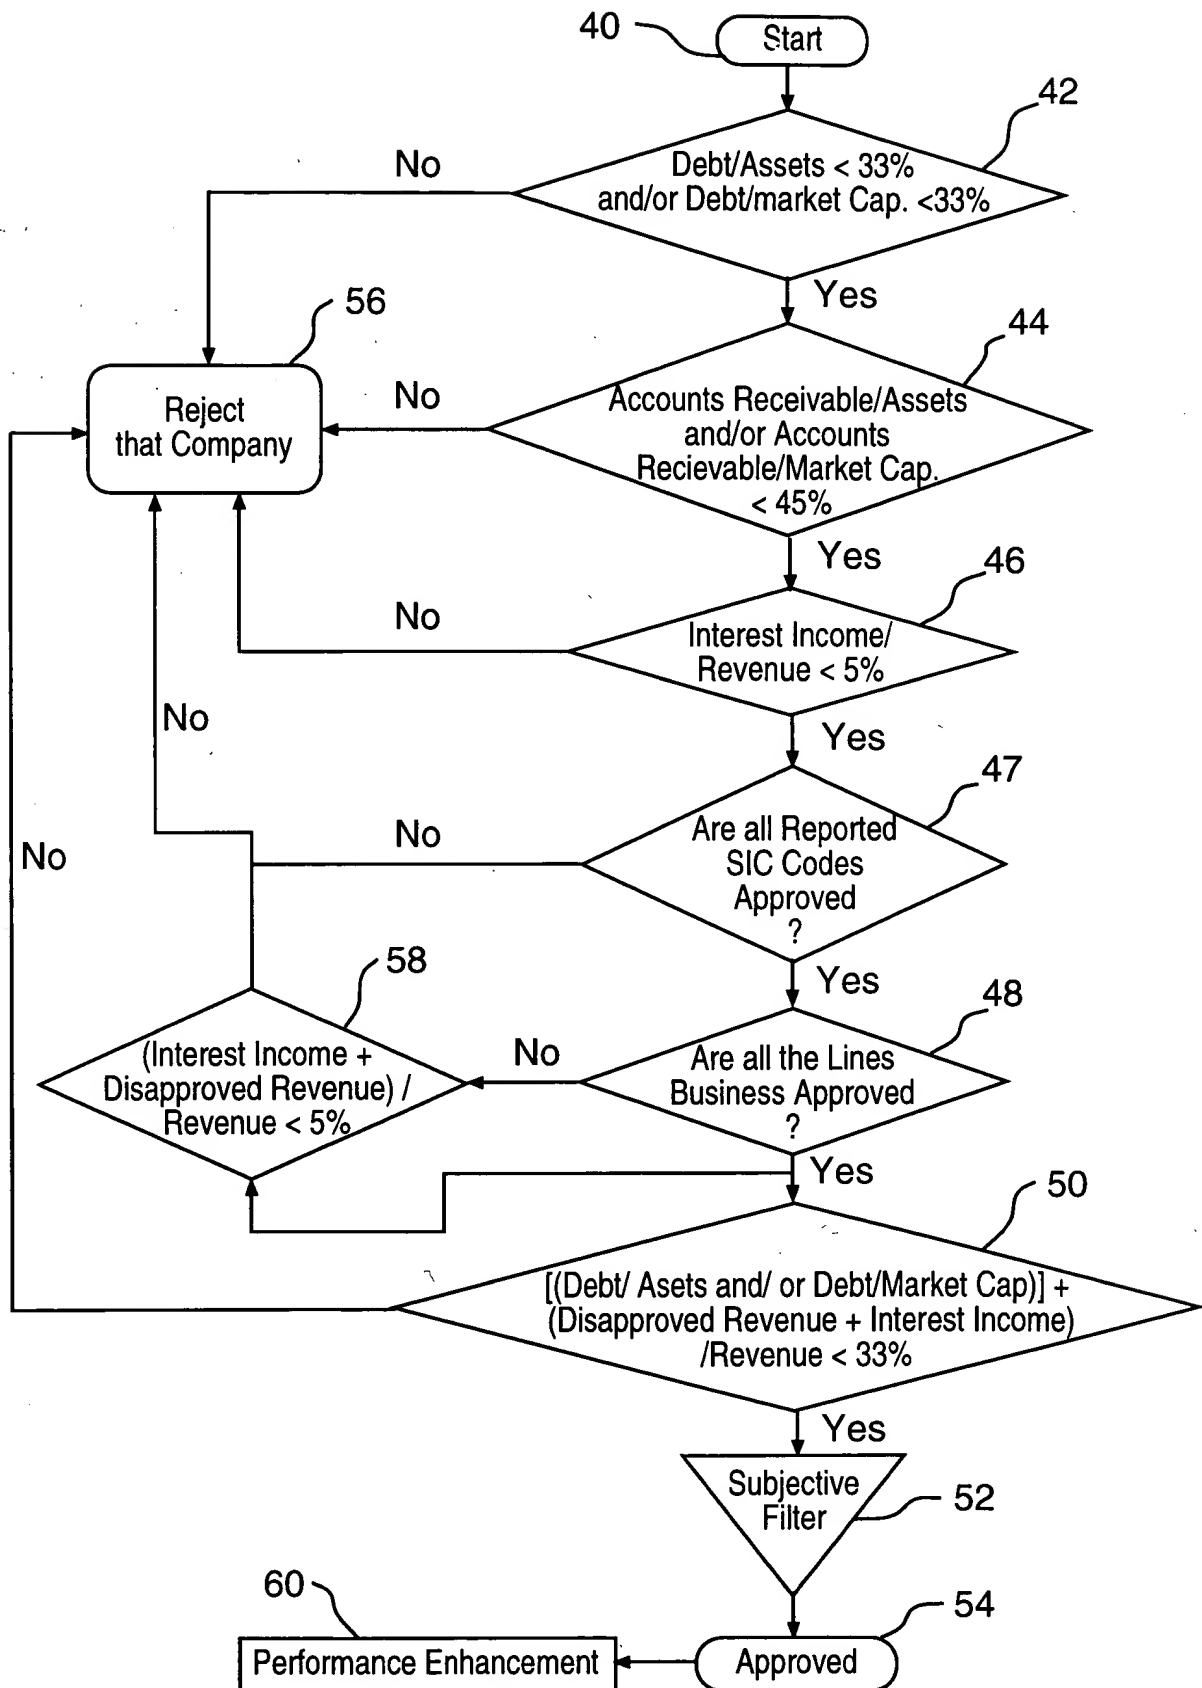 40
Start
42
No
Debt/Assets < 33%
and/or Debt/market Cap. <33%
Yes
56
44
Reject
that Company
No
Accounts Receivable/Assets
and/or Accounts
Recievable/Market Cap.
< 45%
Yes
46
No
Interest Income/
Revenue < 5%
No
Yes
47
No
No
Are all Reported
SIC Codes
Approved
?
Yes
58
48
(Interest Income +
Disapproved Revenue) /
Revenue < 5%
No
Are all the Lines
Business Approved
?
Yes
50
[(Debt/ Asets and/ or Debt/Market Cap)] +
(Disapproved Revenue + Interest Income)
/Revenue < 33%
Yes
Subjective
Filter
52
60
54
Performance Enhancement
Approved